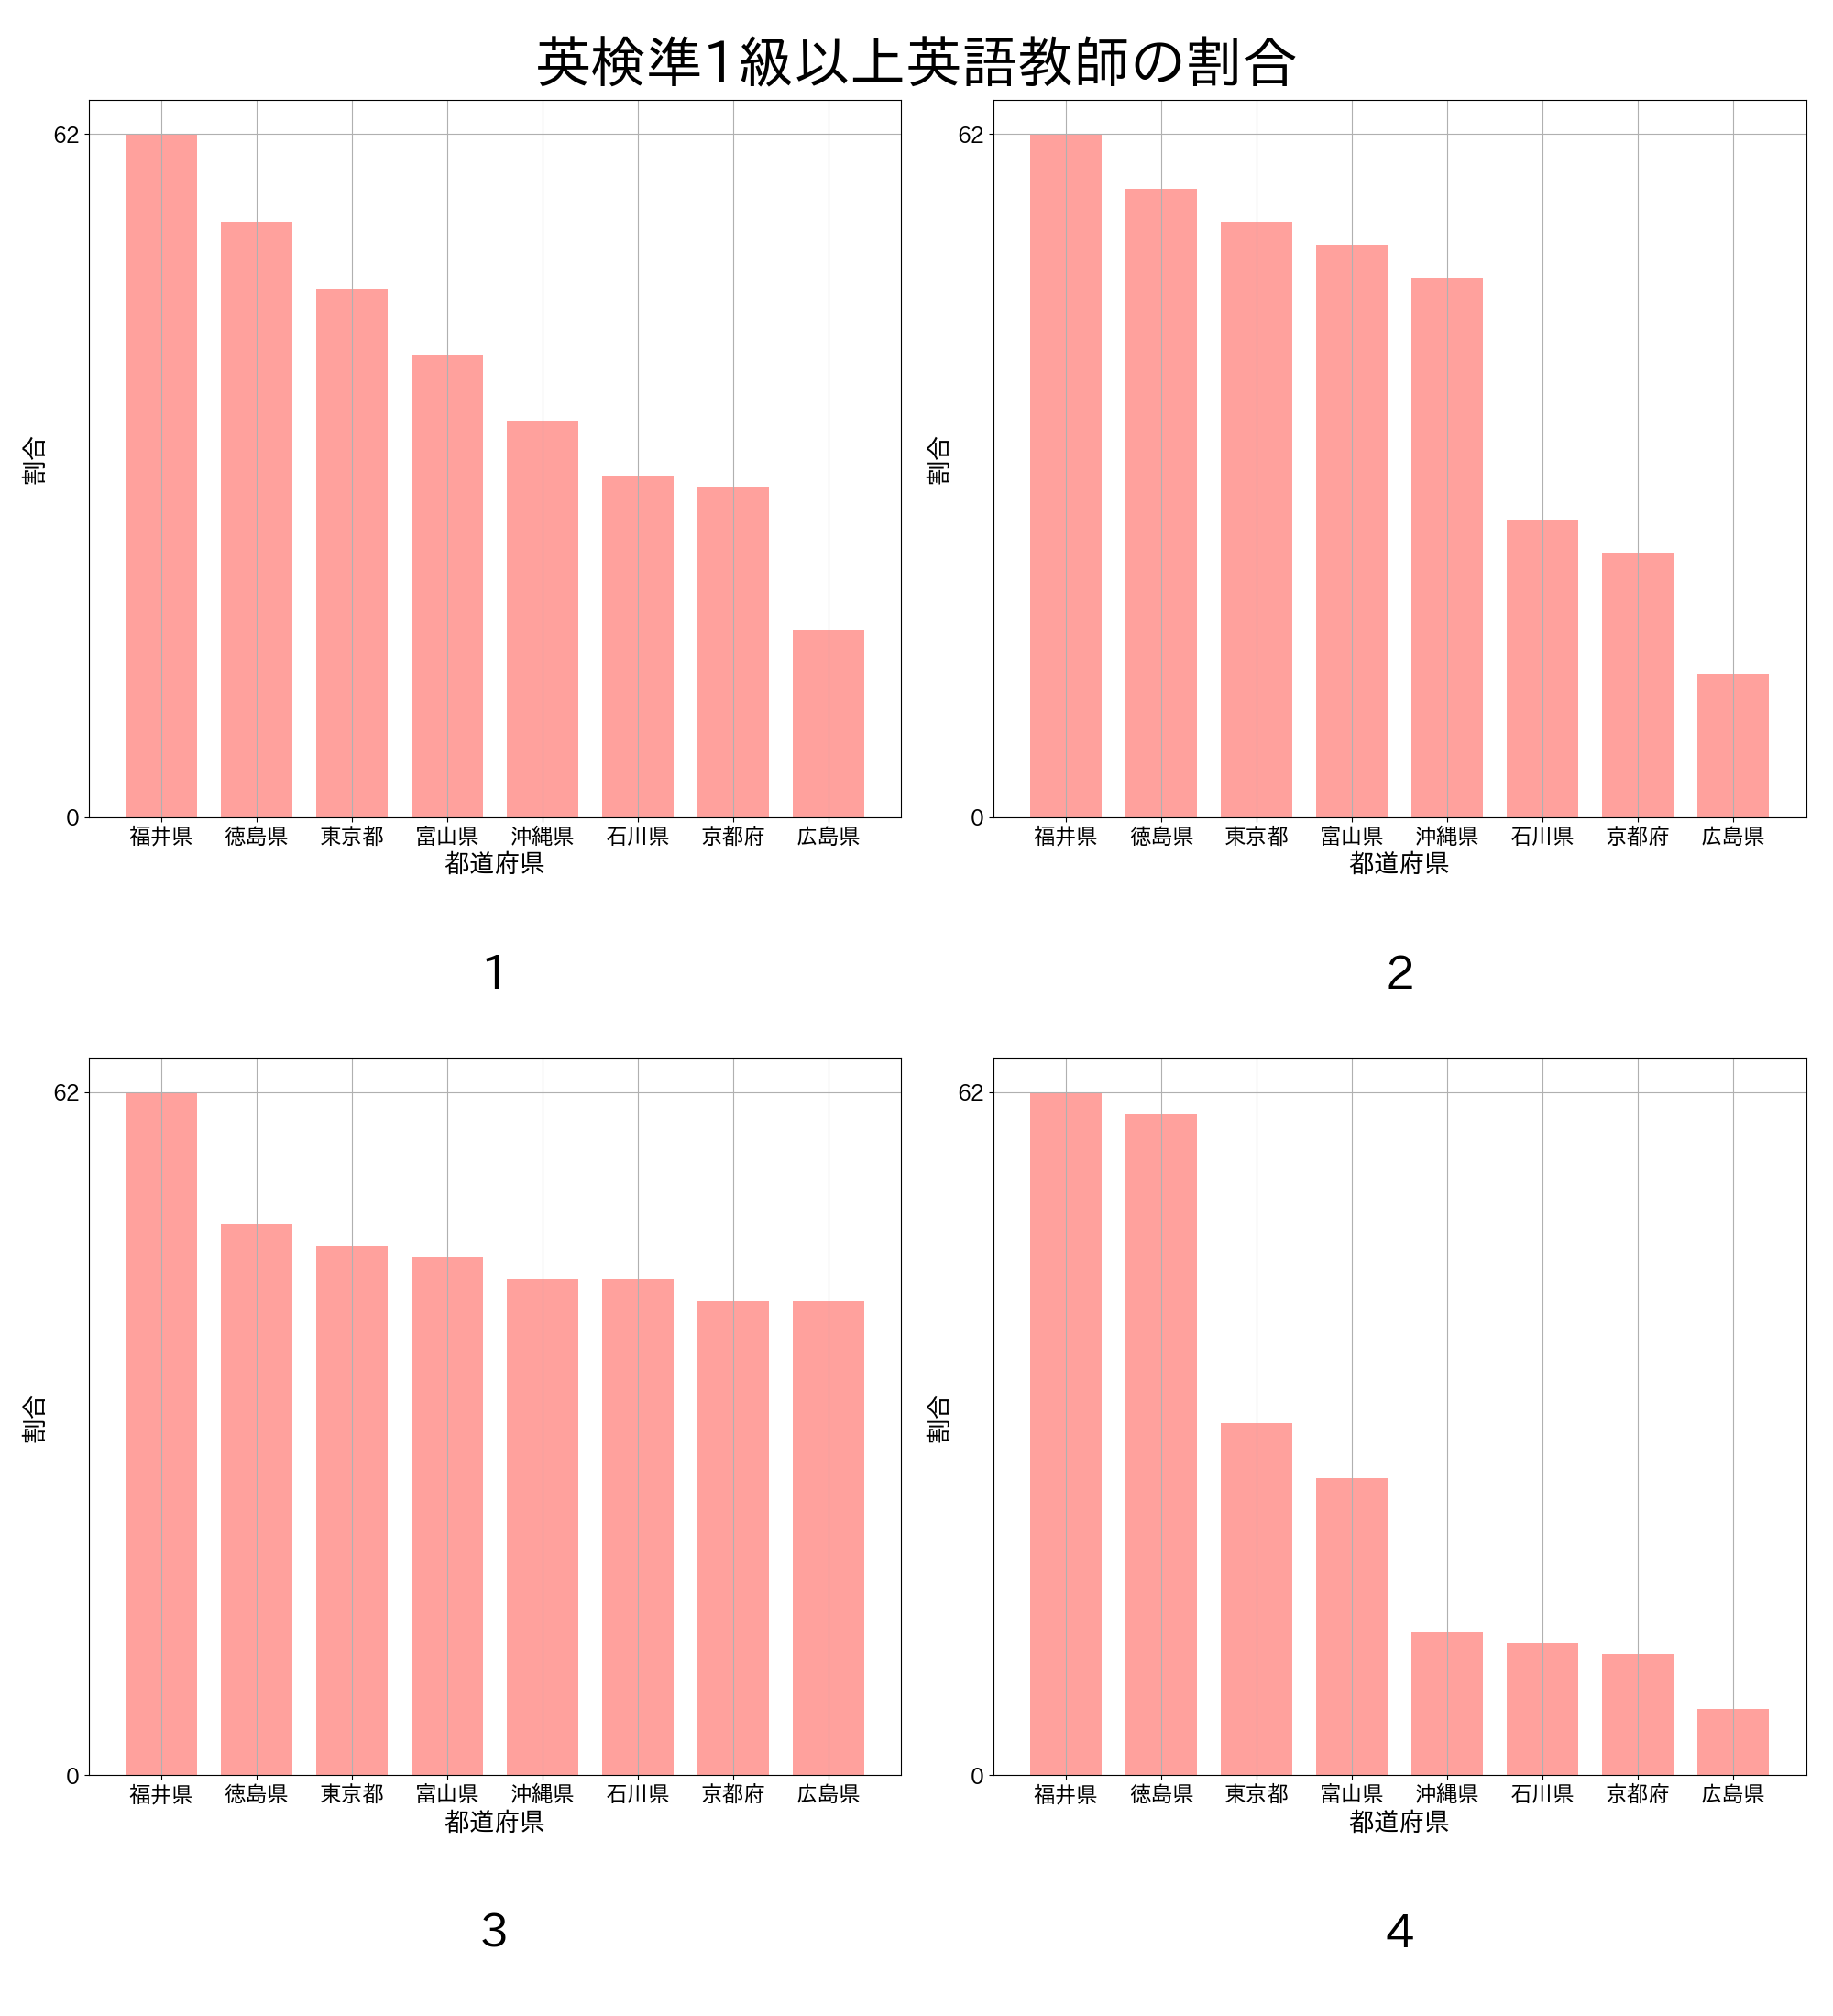 英検準1級以上英語教師の割合
62
0
割合
福井県 徳島県 東京都 富山県 沖縄県 石川県 京都府 広島県
都道府県
1
62
0
割合
福井県 徳島県 東京都 富山県 沖縄県 石川県 京都府 広島県
都道府県
2
62
0
割合
福井県 徳島県 東京都 富山県 沖縄県 石川県 京都府 広島県
都道府県
3
62
0
割合
福井県 徳島県 東京都 富山県 沖縄県 石川県 京都府 広島県
都道府県
4